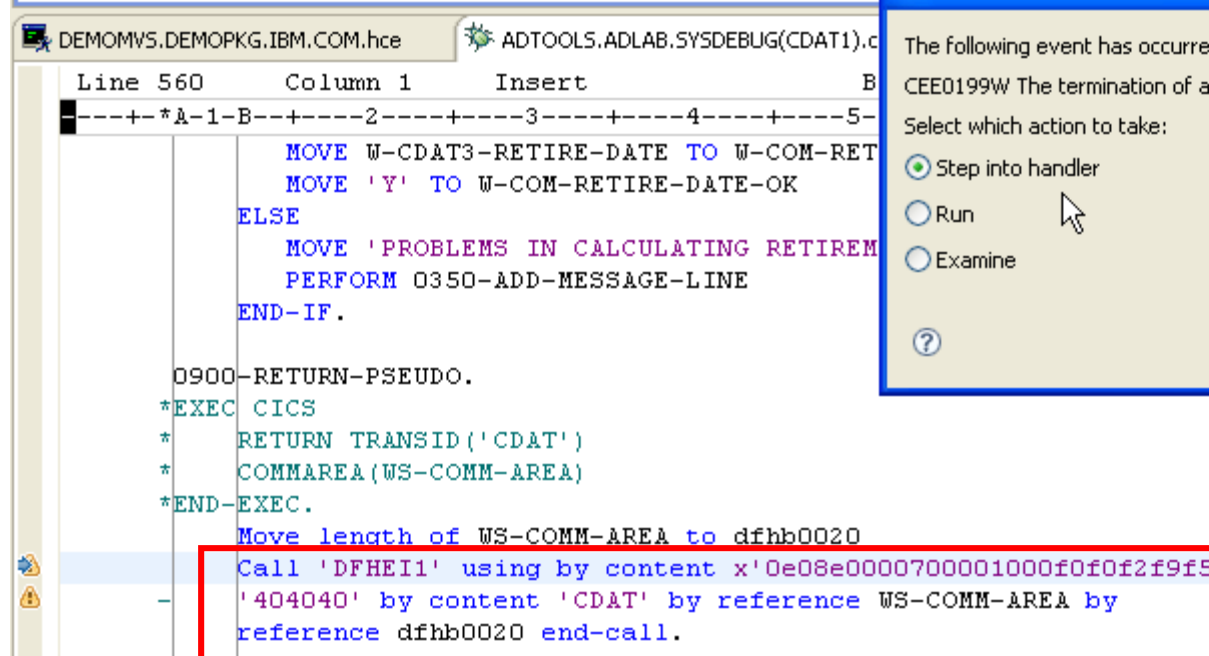 DEMOMVS.DEMOPKG.IBM.COM.hce
ADTOOLS.ADLAB.SYSDEBUG(CDAT1).c
Line 560 Column 1 Insert B
----+-*A-1-B--+----2----+----3----+----4----+----5-
MOVE W-CDAT3-RETIRE-DATE TO W-COM-RET
MOVE 'Y' TO W-COM-RETIRE-DATE-OK
ELSE
MOVE 'PROBLEMS IN CALCULATING RETIREM
PERFORM 0350-ADD-MESSAGE-LINE
END-IF.
0900-RETURN-PSEUDO.
*EXEC CICS
* RETURN TRANSID('CDAT')
* COMMAREA(WS-COMM-AREA)
*END-EXEC.
Move length of WS-COMM-AREA to dfhb0020
Call 'DFHEI1' using by content x'0e08e0000700001000f0f0f2f9f5
- '404040' by content 'CDAT' by reference WS-COMM-AREA by
reference dfhb0020 end-call.
The following event has occurre
CEE0199W The termination of a
Select which action to take:
Step into handler
Run
Examine
?